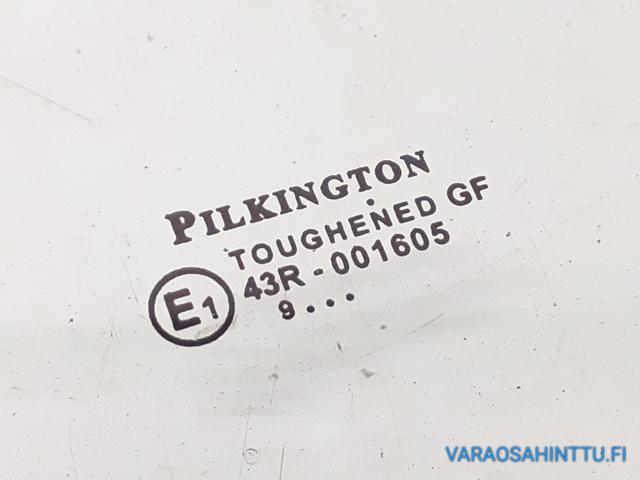 PILKINGTON
TOUGHENED GF
E1 43R - 001605
9...
VARAOSAHINTTU.FI